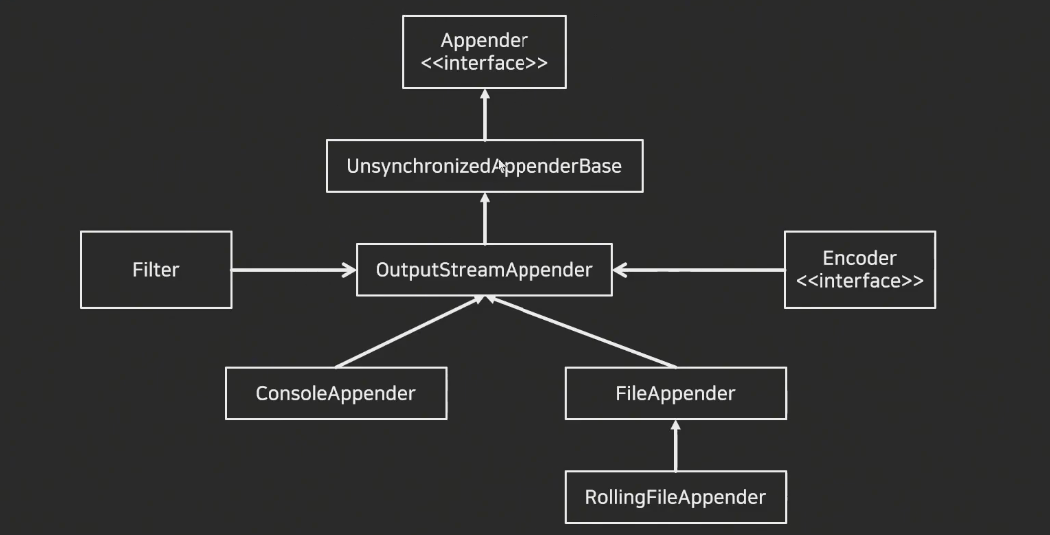 Appender
<<interface>>
UnsynchronizedAppenderBase
Filter
OutputStreamAppender
Encoder
<<interface>>
ConsoleAppender
FileAppender
RollingFileAppender